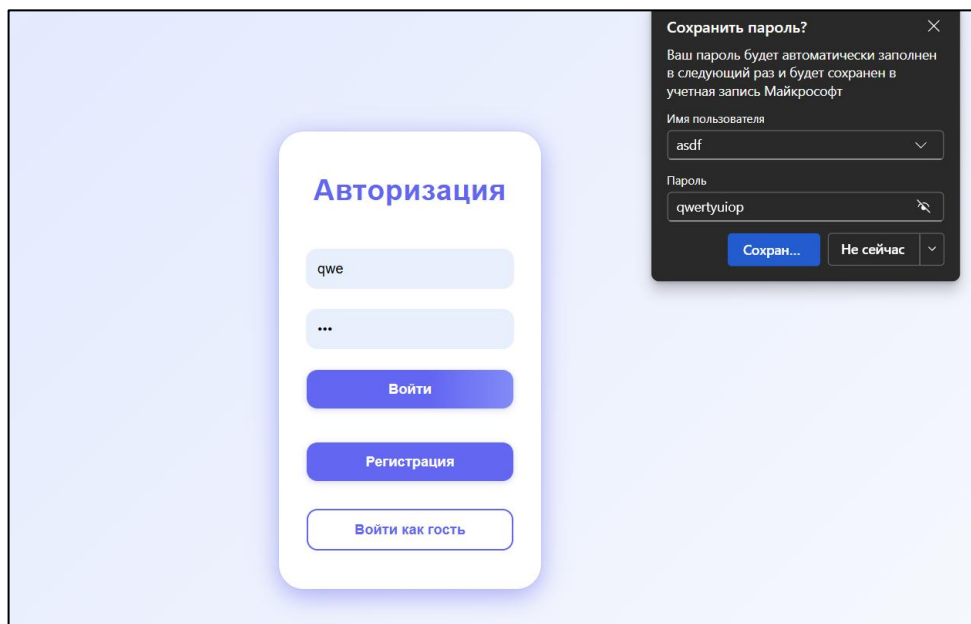 Сохранить пароль?
Ваш пароль будет автоматически заполнен
в следующий раз и будет сохранен в
учетная запись Майкрософт
Имя пользователя
asdf
Пароль
qwertyuiop
Сохран...
Не сейчас
Авторизация
qwe
•••
Войти
Регистрация
Войти как гость